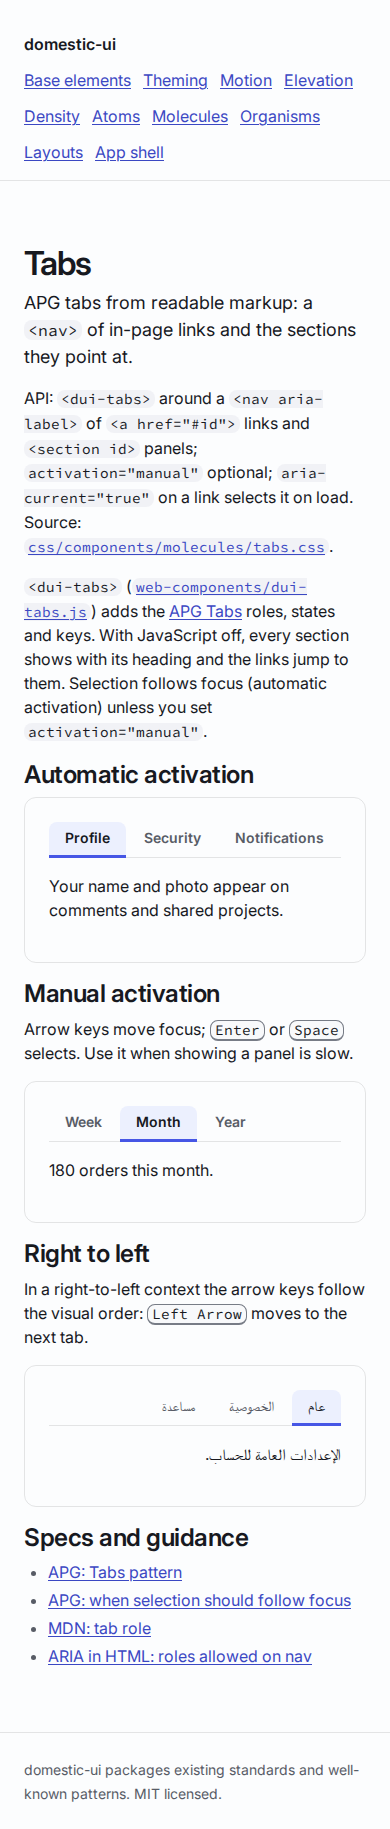 domestic-ui
Base elements Theming Motion Elevation
Density Atoms Molecules Organisms
Layouts App shell
Tabs
APG tabs from readable markup: a
<nav> of in-page links and the sections
they point at.
API: <dui-tabs> around a <nav aria-
label> of <a href="#id"> links and
<section id> panels;
activation="manual" optional; aria-
current="true" on a link selects it on load.
Source:
css/components/molecules/tabs.css.
<dui-tabs> ( web-components/dui-
tabs.js ) adds the APG Tabs roles, states
and keys. With JavaScript off, every section
shows with its heading and the links jump to
them. Selection follows focus (automatic
activation) unless you set
activation="manual".
Automatic activation
Profile Security Notifications
Your name and photo appear on
comments and shared projects.
Manual activation
Arrow keys move focus; Enter or Space
selects. Use it when showing a panel is slow.
Week Month Year
180 orders this month.
Right to left
In a right-to-left context the arrow keys follow
the visual order: Left Arrow moves to the
next tab.
عام الخصوصية مساعدة
الإعدادات العامة للحساب.
Specs and guidance
• APG: Tabs pattern
• APG: when selection should follow focus
• MDN: tab role
• ARIA in HTML: roles allowed on nav
domestic-ui packages existing standards and well-
known patterns. MIT licensed.